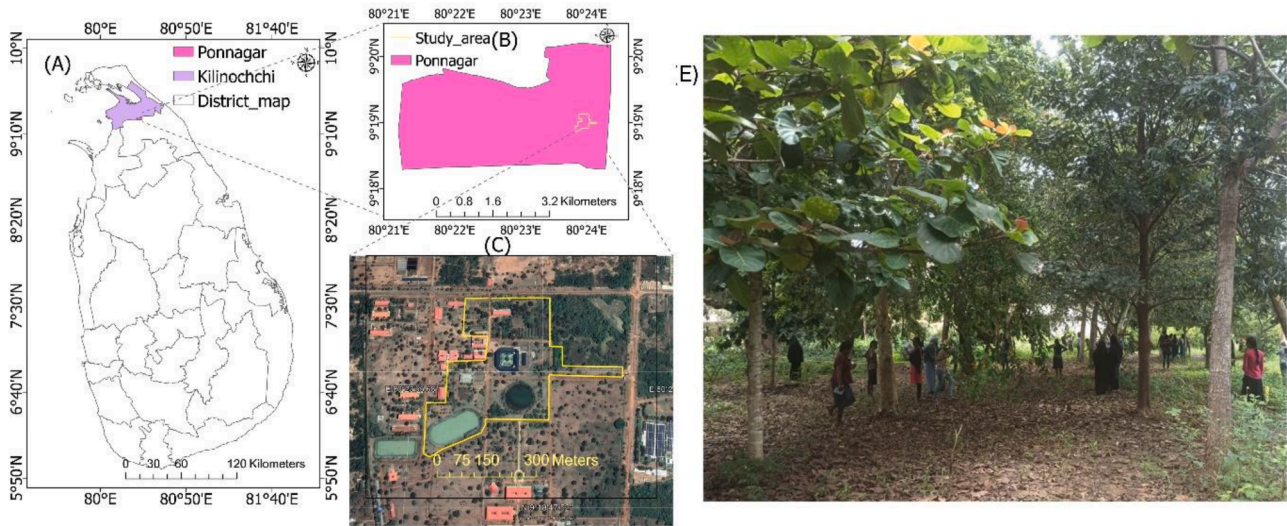 80°0'E 80°50'E 81°40'E
(A)
Ponnagar
Kilinochchi
District_map
10°0'N
9°10'N
8°20'N
7°30'N
6°40'N
5°50'N
10°0'N
9°10'N
8°20'N
7°30'N
6°40'N
5°50'N
0 30 60 120 Kilometers
80°0'E 80°50'E 81°40'E
80°21'E 80°22'E 80°23'E 80°24'E
(B)
Study_area
Ponnagar
9°20'N
9°19'N
9°18'N
9°20'N
9°19'N
9°18'N
0 0.8 1.6 3.2 Kilometers
80°21'E 80°22'E 80°23'E 80°24'E
(C)
0 75 150 300 Meters
(E)